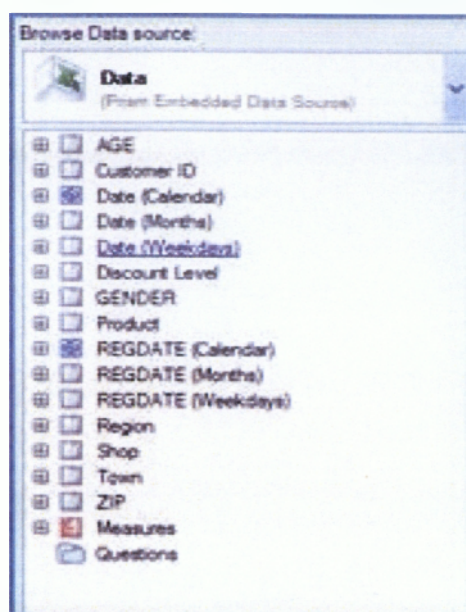 Browse Data source:
Data
(From Embedded Data Source)
AGE
Customer ID
Date (Calendar)
Date (Months)
Date (Weekdays)
Discount Level
GENDER
Product
REGDATE (Calendar)
REGDATE (Months)
REGDATE (Weekdays)
Region
Shop
Town
ZIP
Measures
Questions